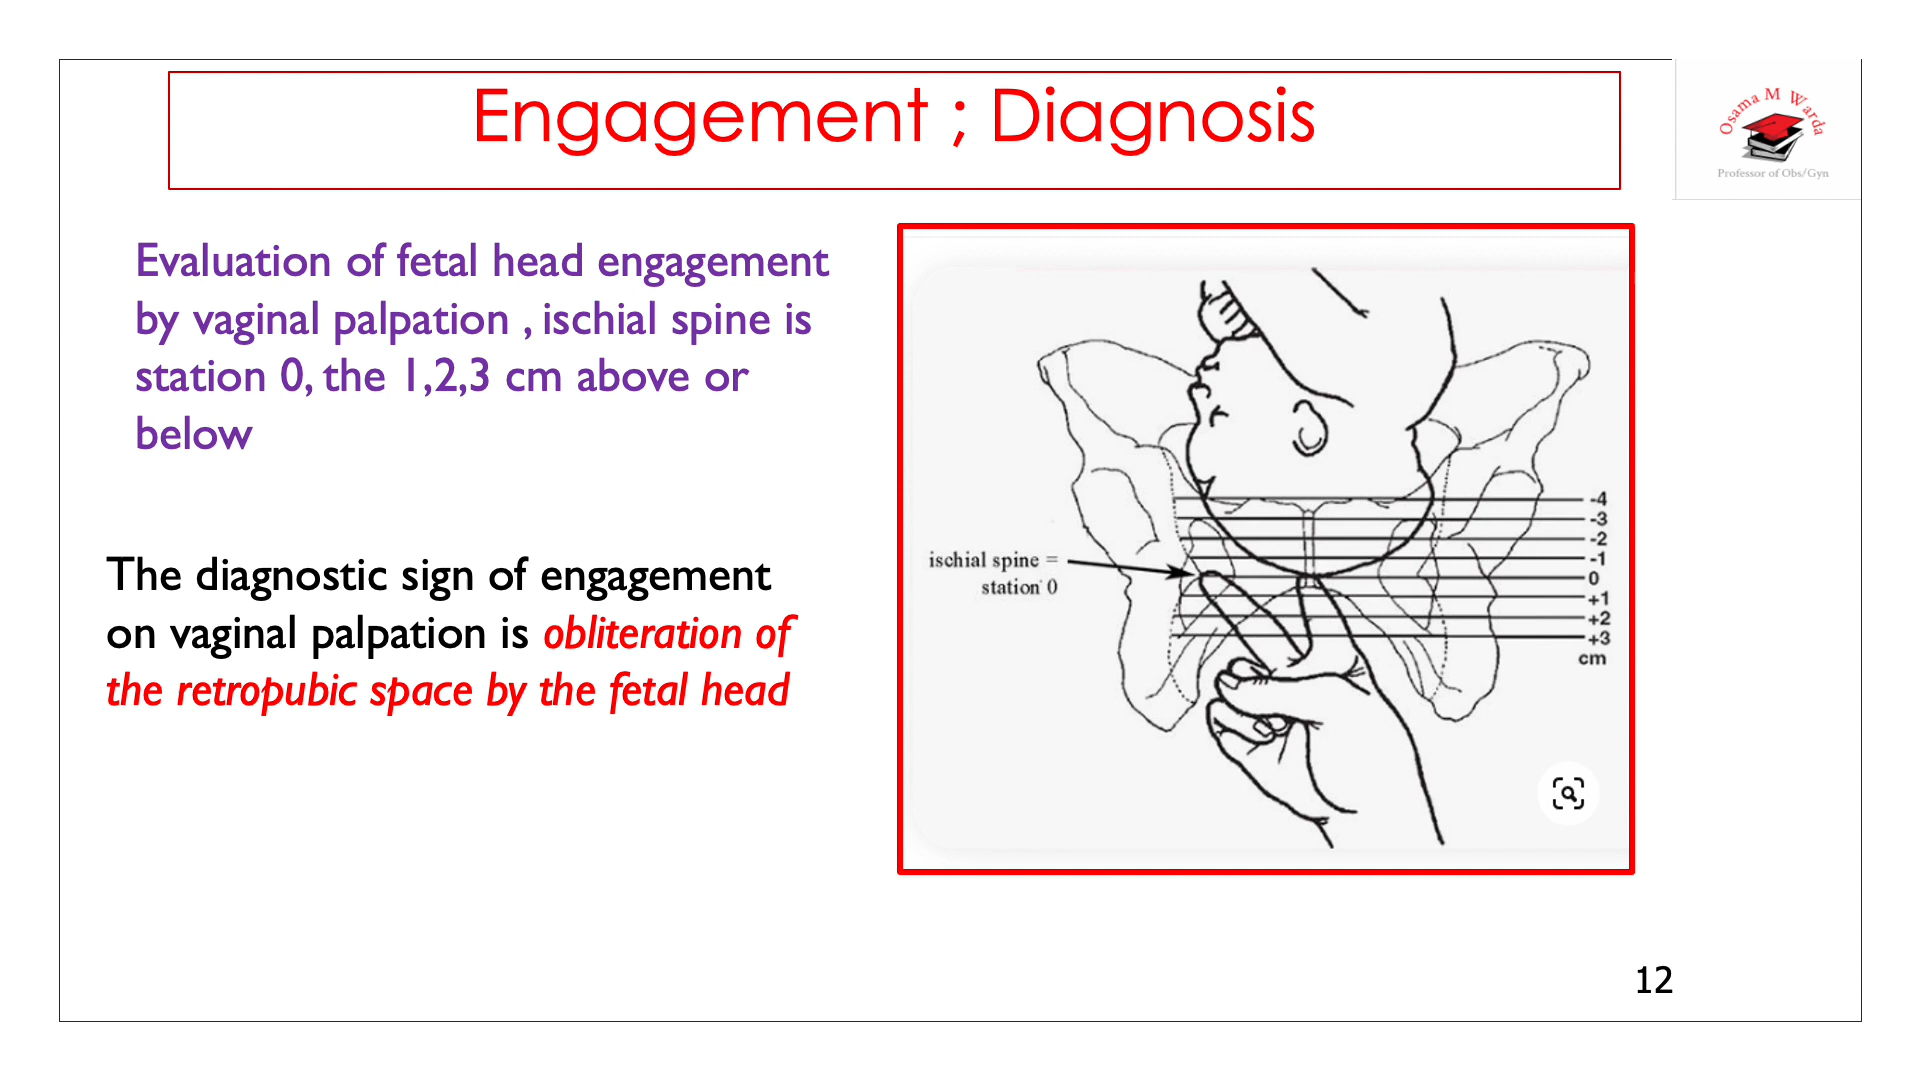 Engagement ; Diagnosis
Osama M Warda
Professor of Obs/Gyn
Evaluation of fetal head engagement
by vaginal palpation , ischial spine is
station 0, the 1,2,3 cm above or
below
The diagnostic sign of engagement
on vaginal palpation is obliteration of
the retropubic space by the fetal head
ischial spine =
station 0
-4
-3
-2
-1
0
+1
+2
+3
cm
12